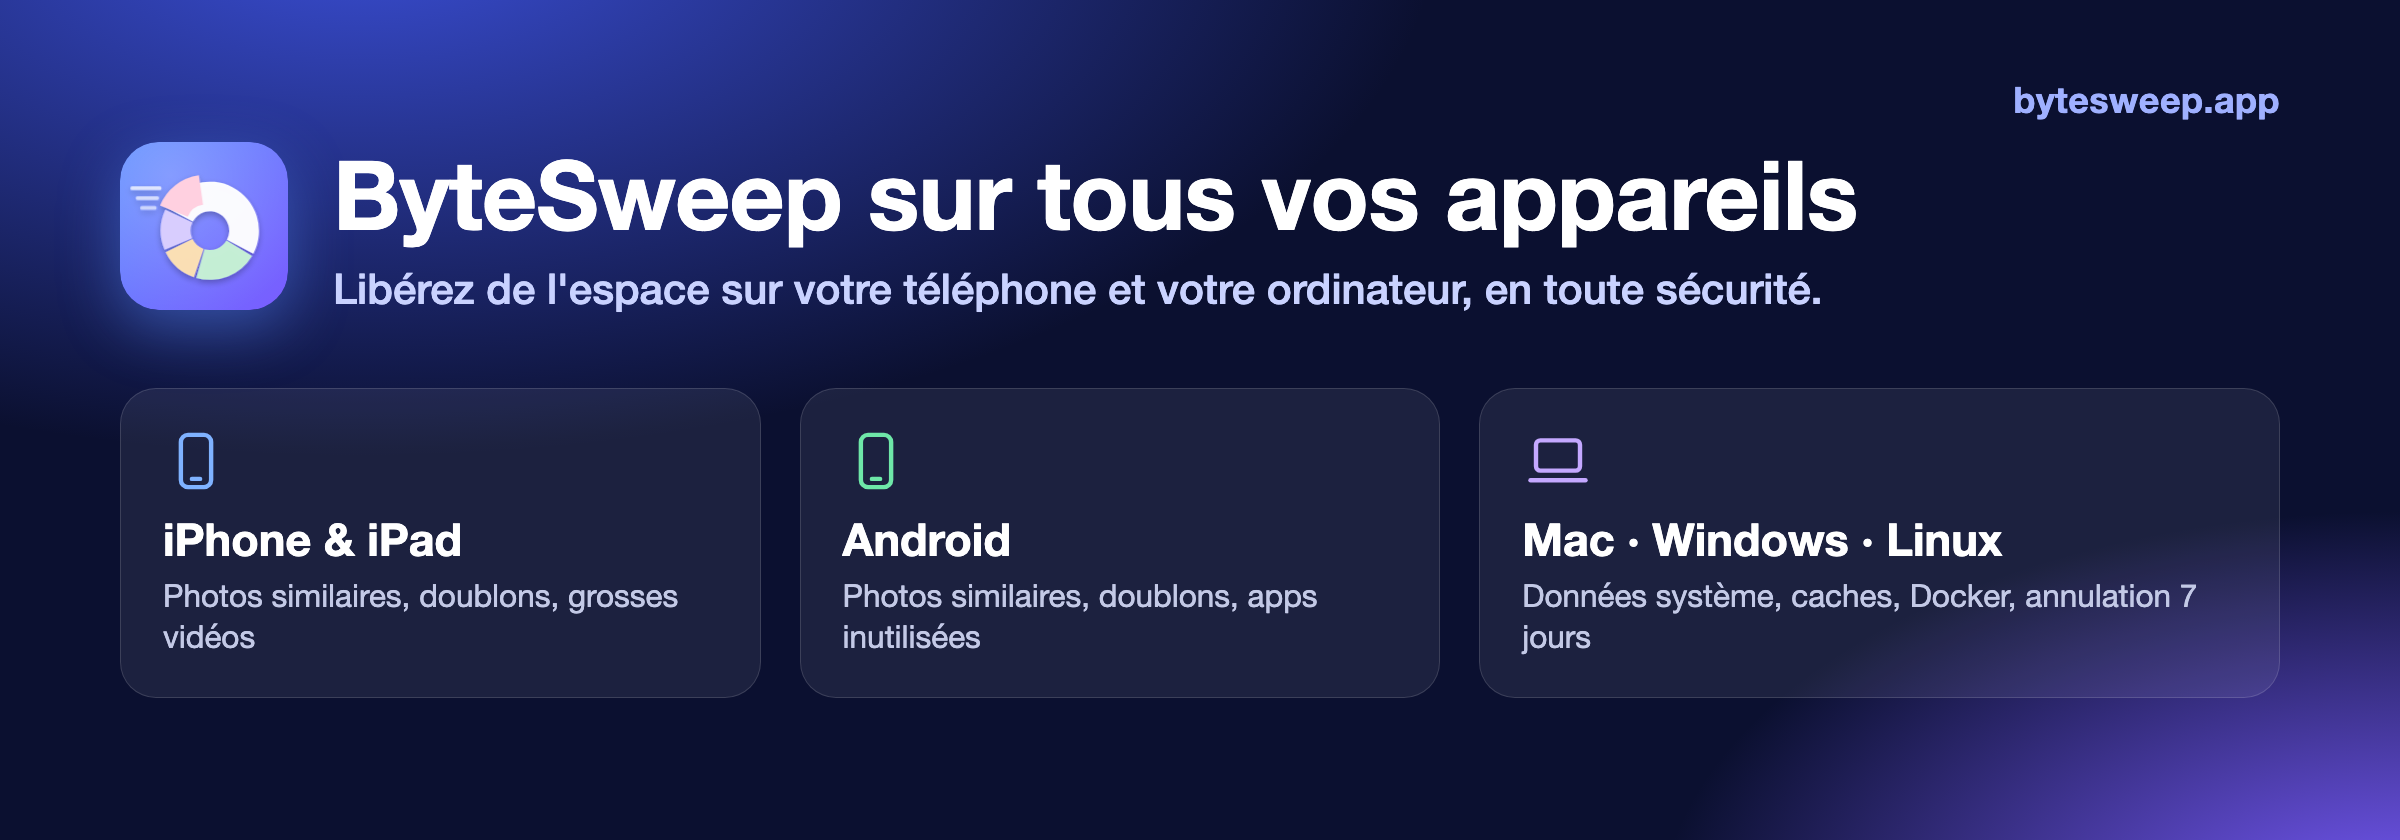 bytesweep.app
ByteSweep sur tous vos appareils
Libérez de l'espace sur votre téléphone et votre ordinateur, en toute sécurité.
iPhone & iPad
Photos similaires, doublons, grosses
vidéos
Android
Photos similaires, doublons, apps
inutilisées
Mac · Windows · Linux
Données système, caches, Docker, annulation 7
jours